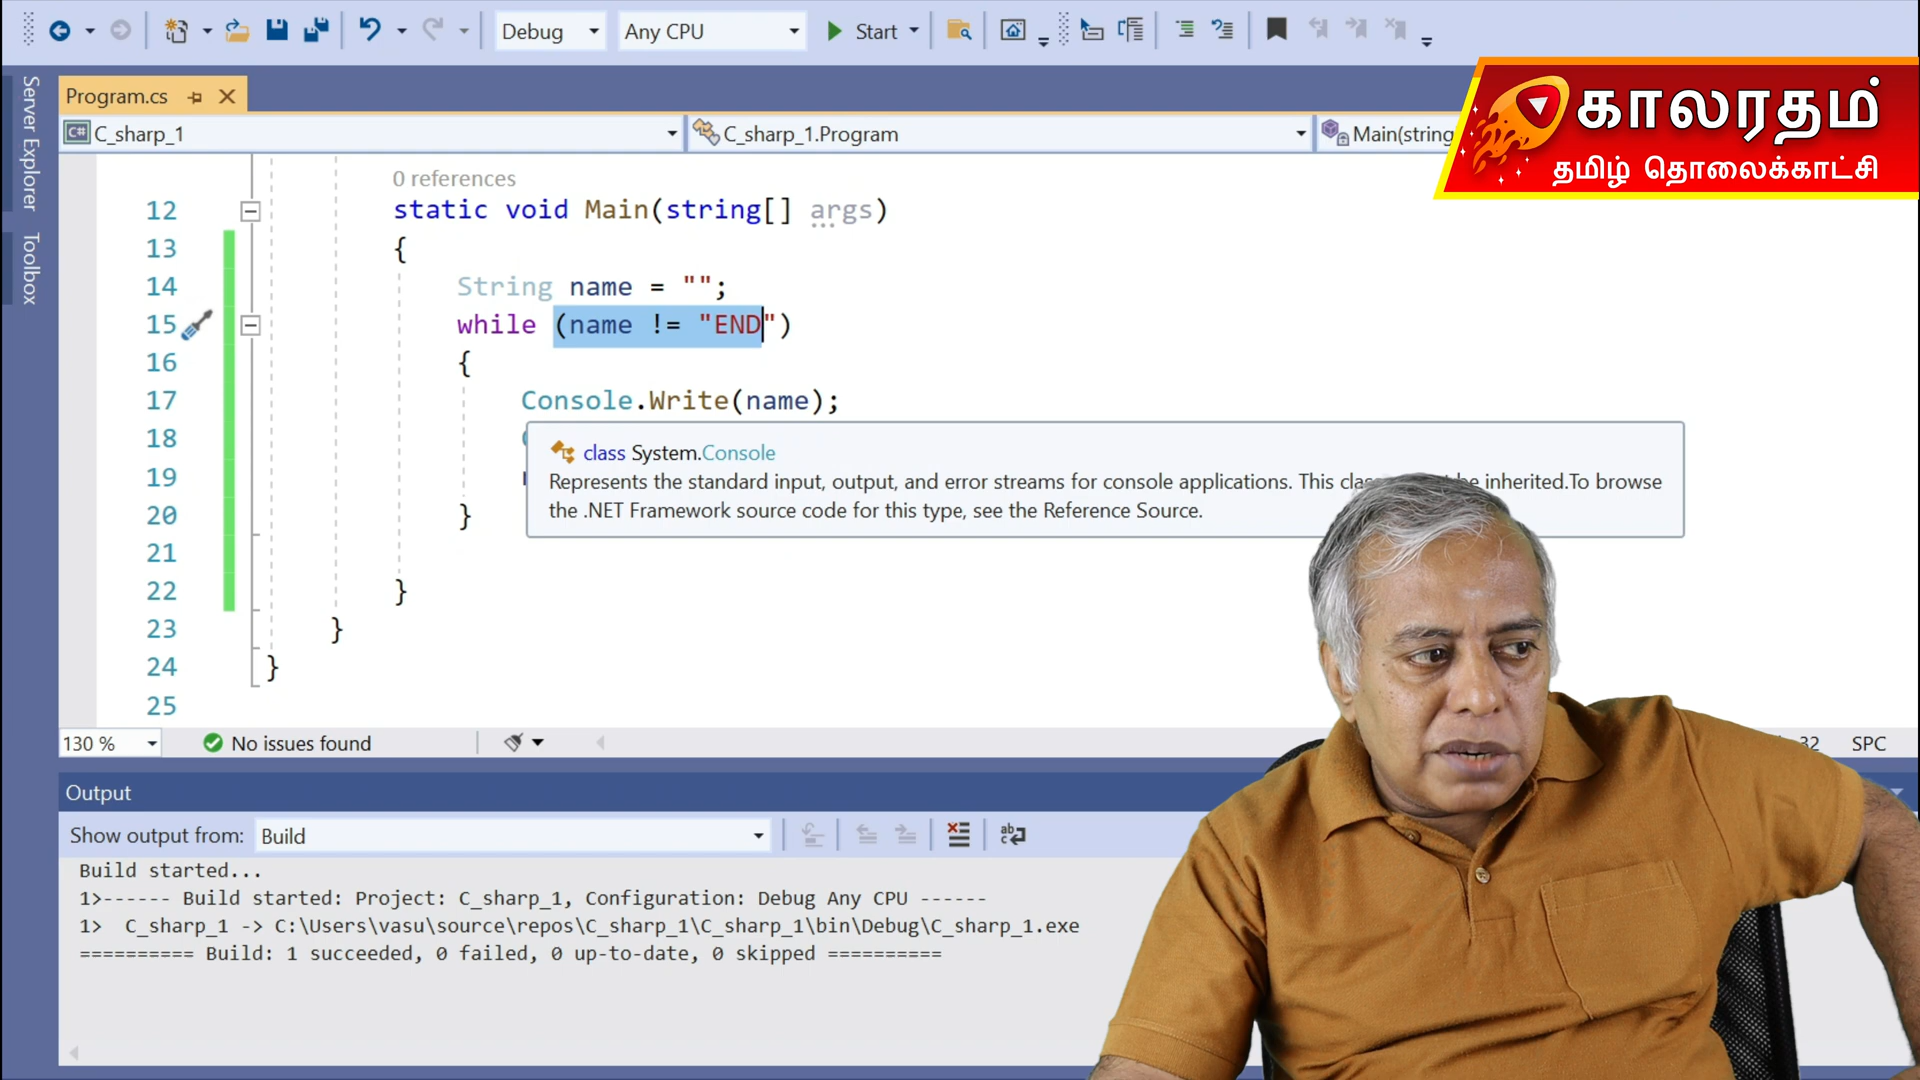 Debug
Any CPU
Start
Server Explorer
Toolbox
Program.cs
C# C_sharp_1
C_sharp_1.Program
Main(string
காலரதம்
தமிழ் தொலைக்காட்சி
0 references
12 static void Main(string[] args)
13 {
14 String name = "";
15 while (name != "END")
16 {
17 Console.Write(name);
18
class System.Console
19
Represents the standard input, output, and error streams for console applications. This be inherited.To browse
the .NET Framework source code for this type, see the Reference Source.
20 }
21
22 }
23 }
24 }
25
130 %
No issues found
32 SPC
Output
Show output from: Build
Build started...
1>------ Build started: Project: C_sharp_1, Configuration: Debug Any CPU ------
1> C_sharp_1 -> C:\Users\vasu\source\repos\C_sharp_1\C_sharp_1\bin\Debug\C_sharp_1.exe
========== Build: 1 succeeded, 0 failed, 0 up-to-date, 0 skipped ==========